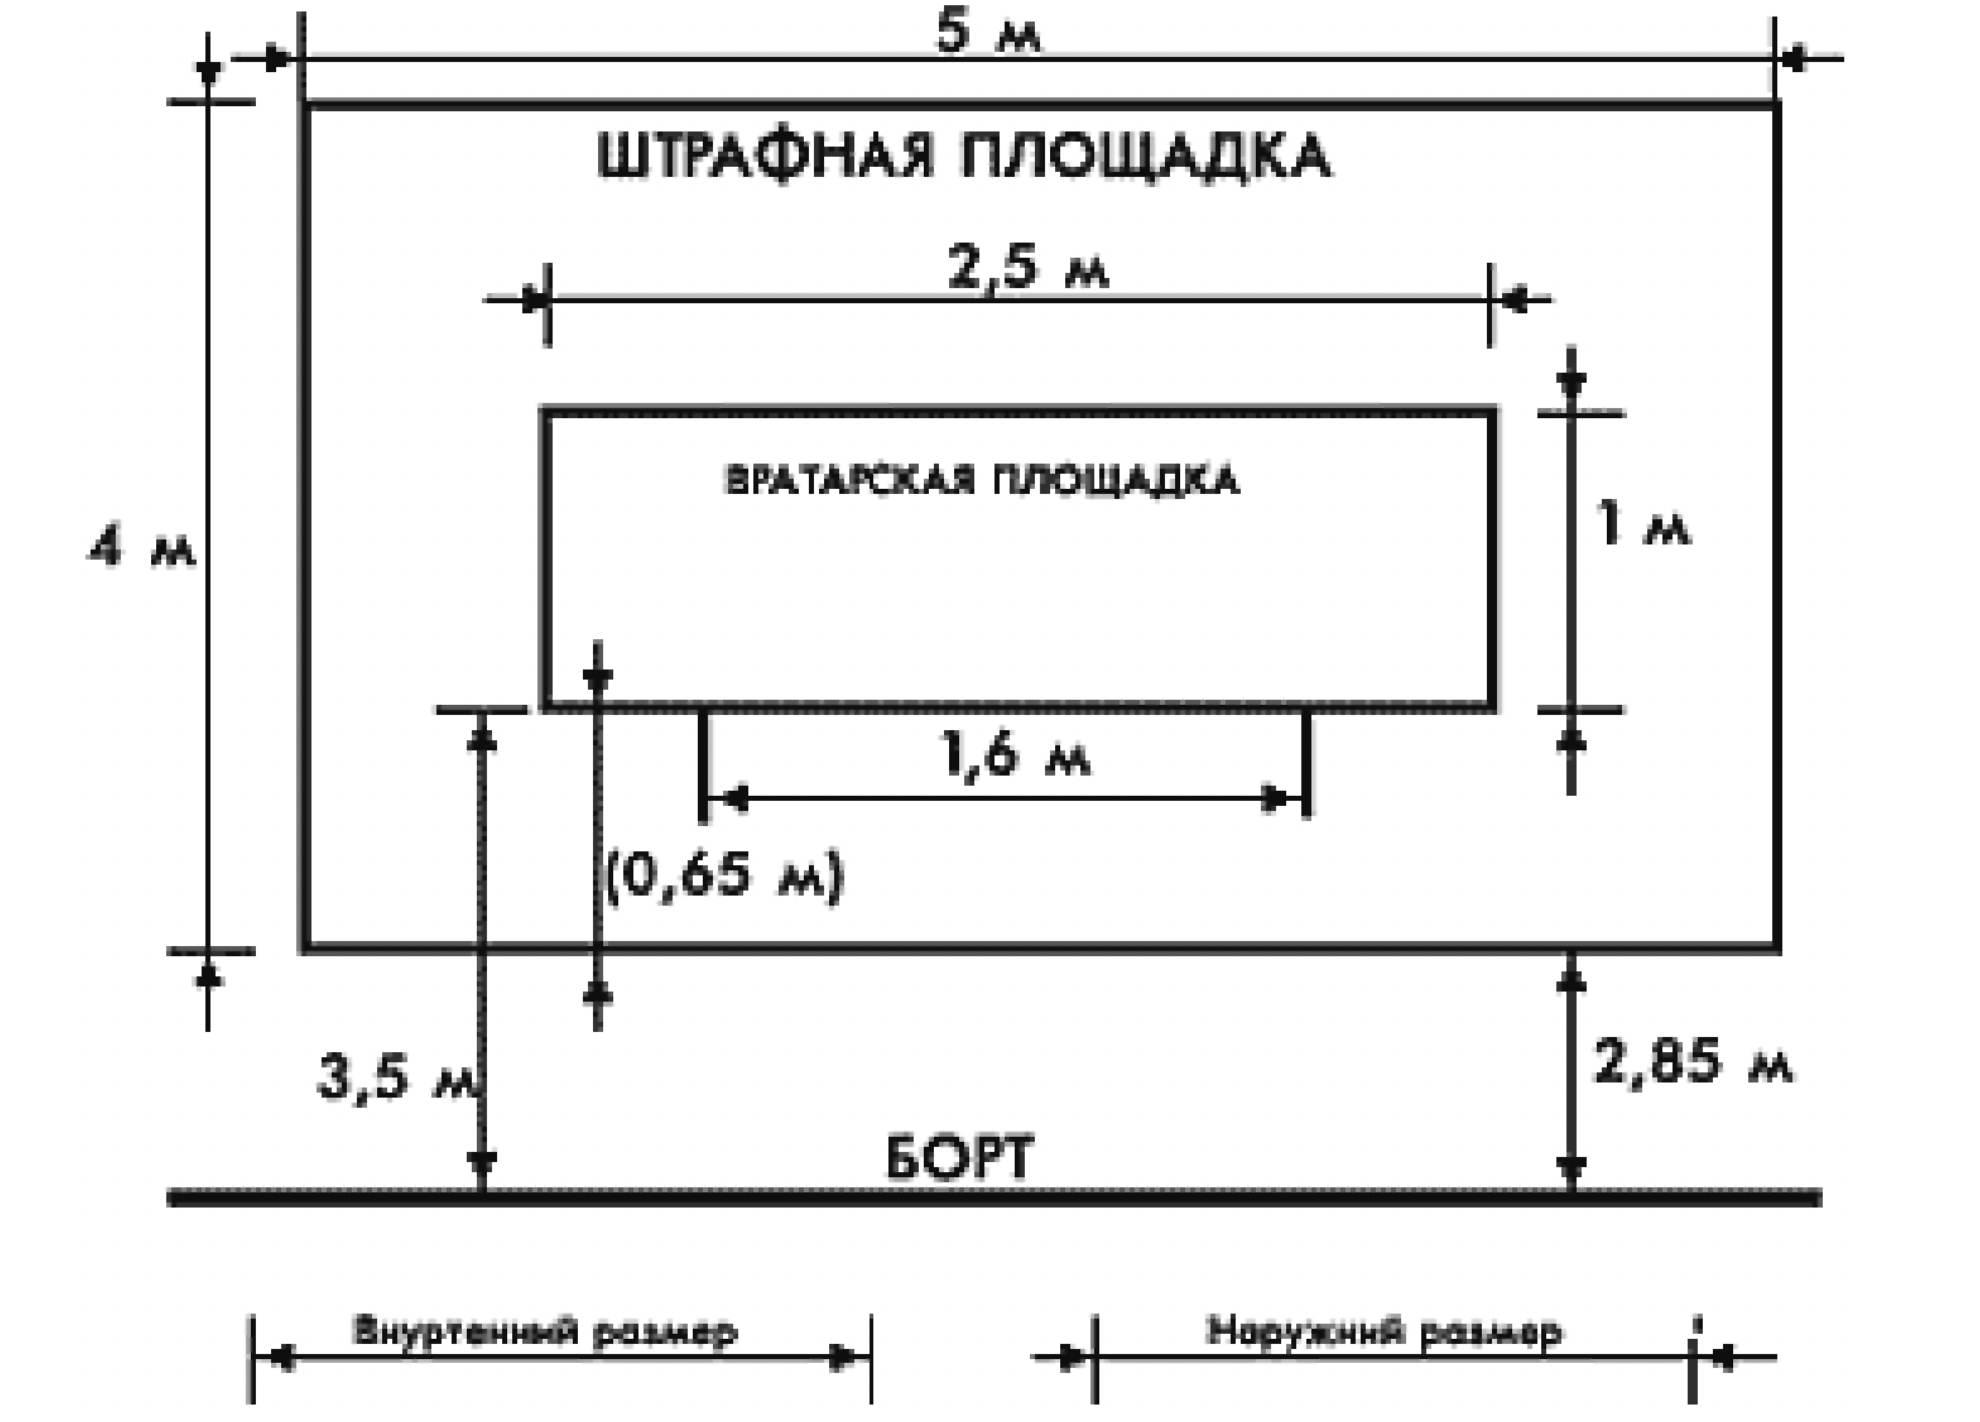 5 м
ШТРАФНАЯ ПЛОЩАДКА
2,5 м
ВРАТАРСКАЯ ПЛОЩАДКА
4 м
1 м
1,6 м
(0,65 м)
3,5 м
2,85 м
БОРТ
Внуртенный размер
Наружний размер